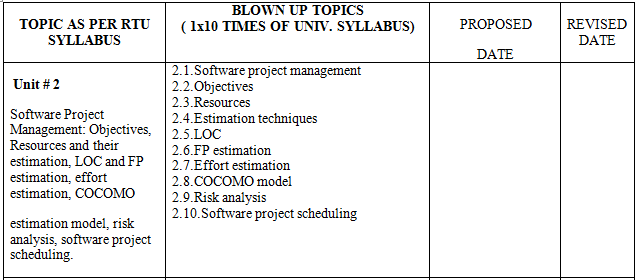 TOPIC AS PER RTU
SYLLABUS
BLOWN UP TOPICS
( 1x10 TIMES OF UNIV. SYLLABUS)
PROPOSED
DATE
REVISED
DATE
Unit # 2
Software Project
Management: Objectives,
Resources and their
estimation, LOC and FP
estimation, effort
estimation, COCOMO
estimation model, risk
analysis, software project
scheduling.
2.1.Software project management
2.2.Objectives
2.3.Resources
2.4.Estimation techniques
2.5.LOC
2.6.FP estimation
2.7.Effort estimation
2.8.COCOMO model
2.9.Risk analysis
2.10.Software project scheduling